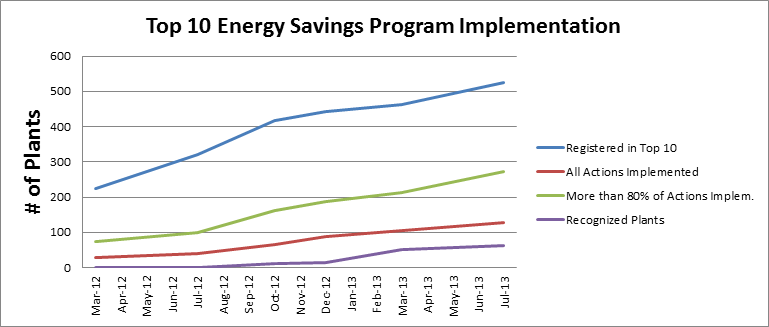 Top 10 Energy Savings Program Implementation
# of Plants
600
500
400
300
200
100
0
Mar-12
Apr-12
May-12
Jun-12
Jul-12
Aug-12
Sep-12
Oct-12
Nov-12
Dec-12
Jan-13
Feb-13
Mar-13
Apr-13
May-13
Jun-13
Jul-13
Registered in Top 10
All Actions Implemented
More than 80% of Actions Implem.
Recognized Plants